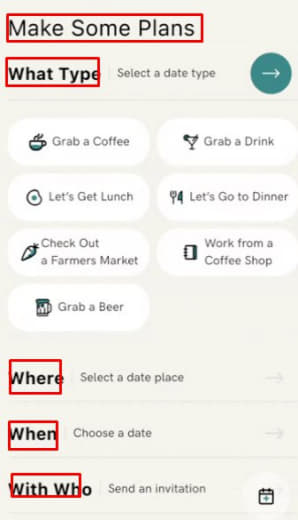 Make Some Plans
What Type Select a date type
Grab a Coffee Grab a Drink
Let's Get Lunch Let's Go to Dinner
Check Out
a Farmers Market
Work from a
Coffee Shop
Grab a Beer
Where Select a date place
When Choose a date
With Who Send an invitation